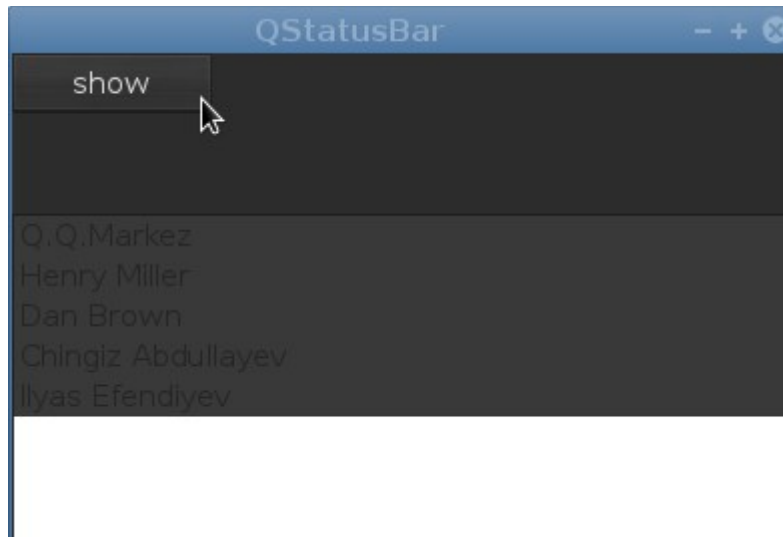 QStatusBar
show
Q.Q.Markez
Henry Miller
Dan Brown
Chingiz Abdullayev
Ilyas Efendiyev